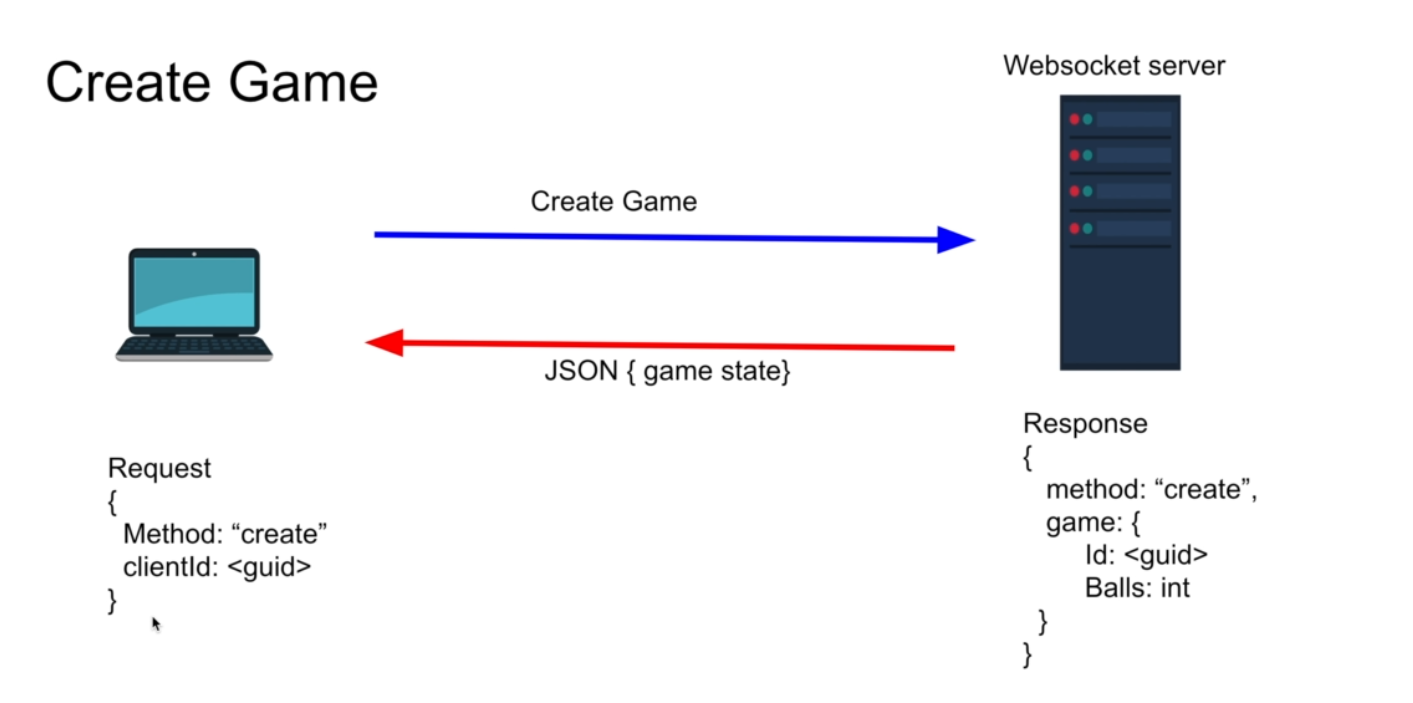 Create Game
Websocket server
Create Game
JSON { game state}
Request
{
Method: “create”
clientId: <guid>
}
Response
{
method: “create”,
game: {
Id: <guid>
Balls: int
}
}